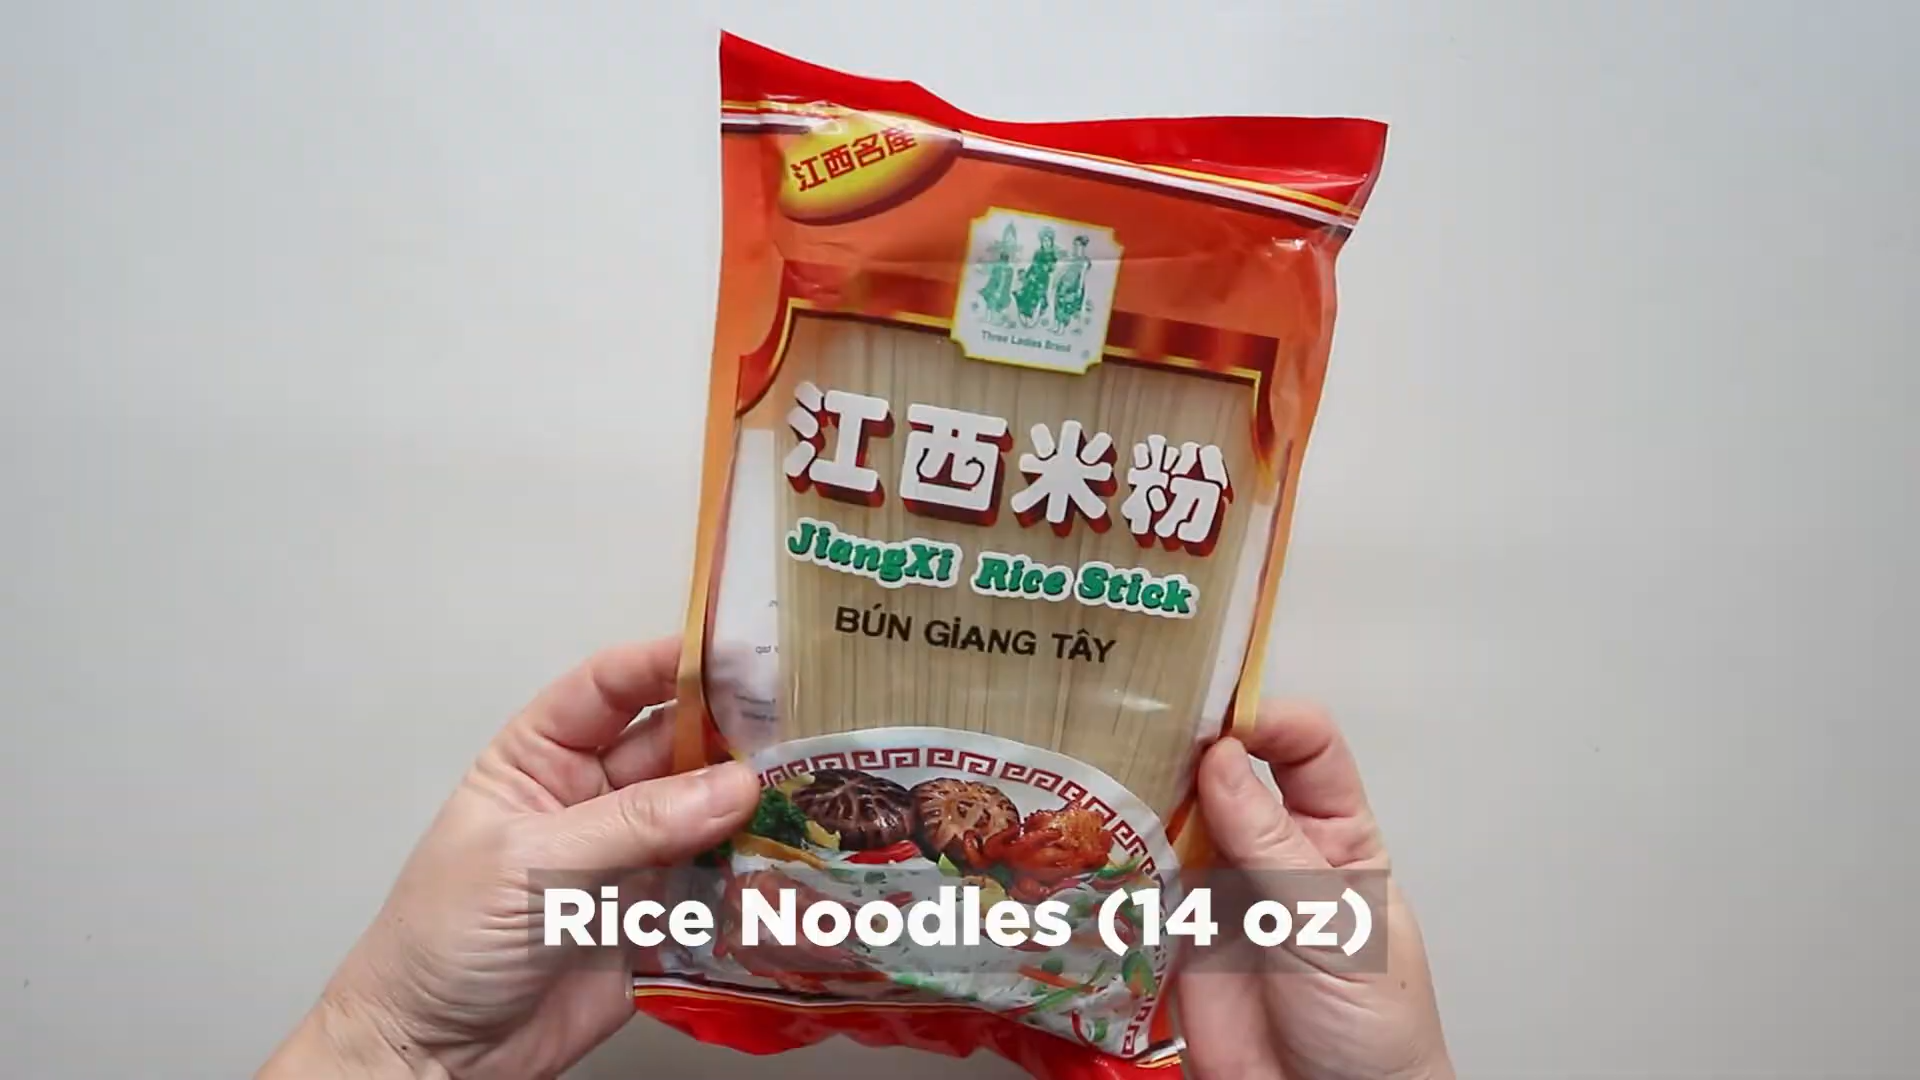 江西名產
Three Ladies Brand
江西米粉
JiangXi Rice Stick
BÚN GIANG TÂY
Rice Noodles (14 oz)